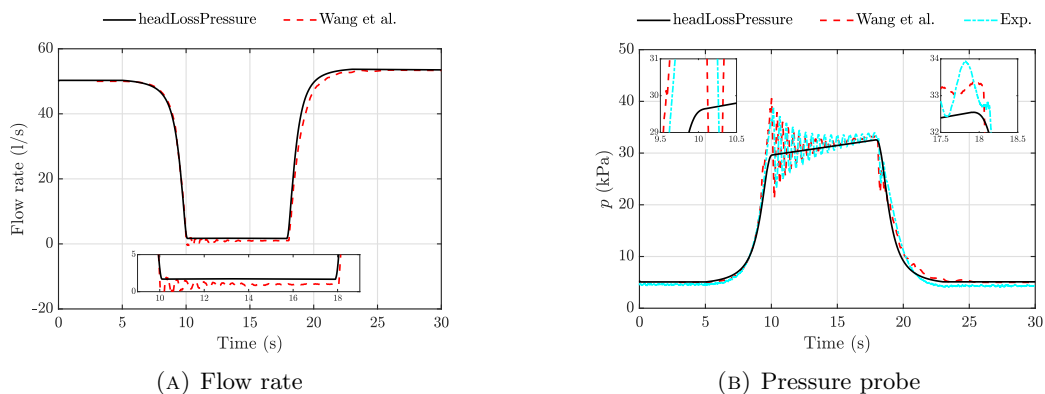 headLossPressure Wang et al.
60
40
20
0
-20
Flow rate (l/s)
5
0
10 12 14 16 18
0 5 10 15 20 25 30
Time (s)
(A) Flow rate
headLossPressure Wang et al. Exp.
50
40
30
20
10
0
p (kPa)
31
30
29
9.5 10.0 10.5
34
33
32
17.5 18 18.5
0 5 10 15 20 25 30
Time (s)
(B) Pressure probe